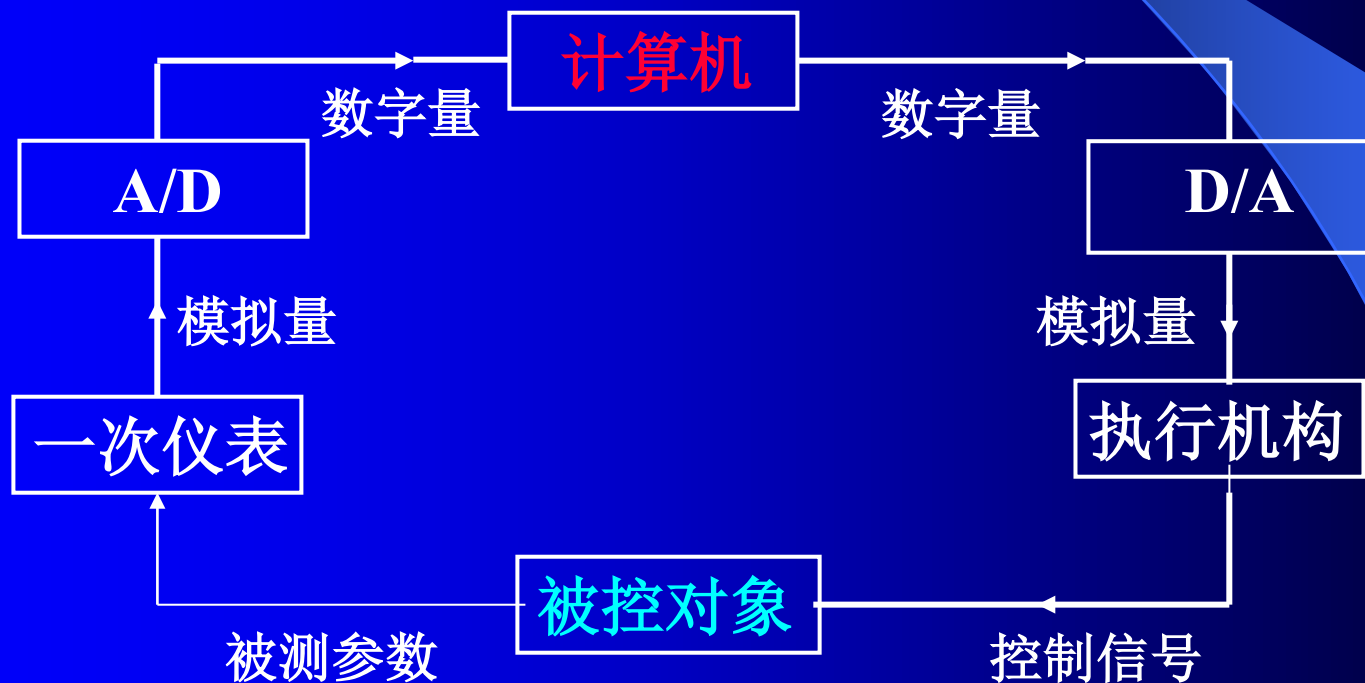 计算机
数字量
数字量
A/D
D/A
模拟量
模拟量
一次仪表
执行机构
被控对象
被测参数
控制信号